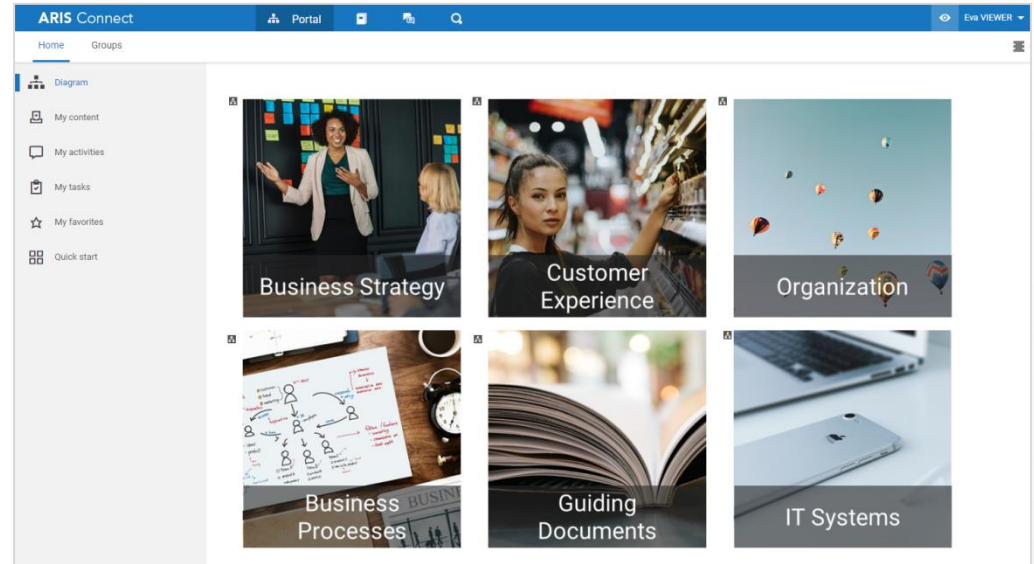 ARIS Connect
Portal
Eva VIEWER
Home
Groups
Diagram
My content
My activities
My tasks
My favorites
Quick start
Business Strategy
Customer
Experience
Organization
Business
Processes
BUSIN
Guiding
Documents
IT Systems